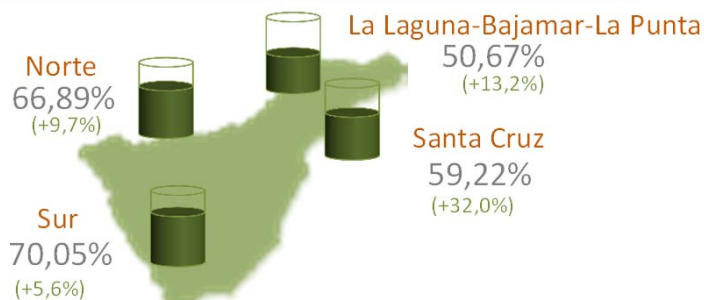 La Laguna-Bajamar-La Punta
50,67%
(+13,2%)
Norte
66,89%
(+9,7%)
Santa Cruz
59,22%
(+32,0%)
Sur
70,05%
(+5,6%)